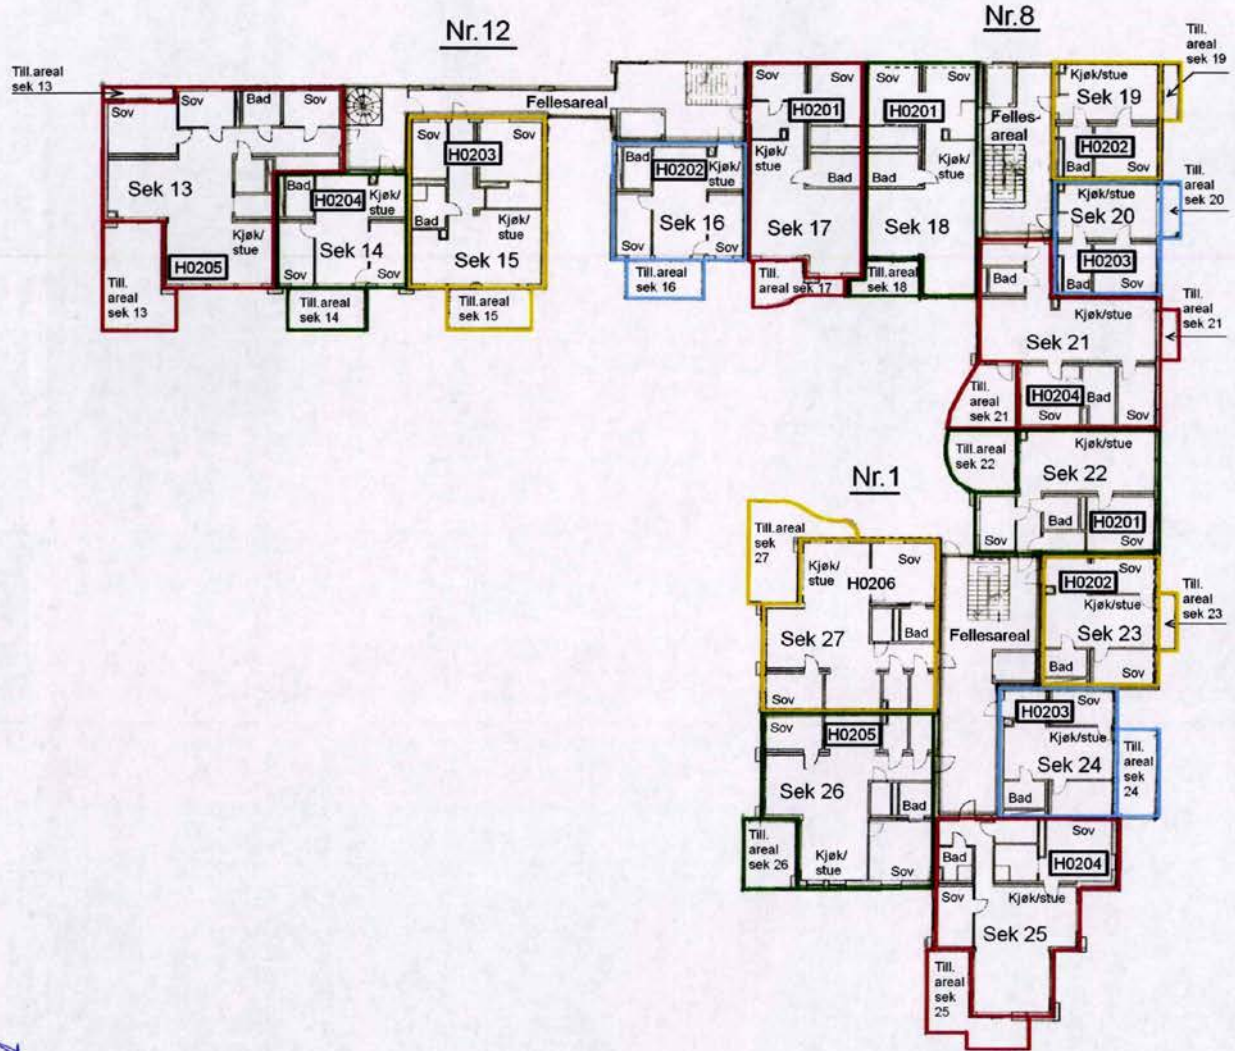 Nr.12
Nr.8
Till.areal
sek 13
Sov
Sov
Bad
Sov
Sek 13
Kjøk/
stue
H0205
Till.
areal
sek 13
Bad
H0204
Kjøk/
stue
Sek 14
Sov
Sov
Till.areal
sek 14
Fellesareal
Sov
Sov
H0203
Bad
Kjøk/
stue
Sek 15
Till.areal
sek 15
Bad
H0202
Kjøk/
stue
Sek 16
Sov
Sov
Till.areal
sek 16
Sov
Sov
H0201
Kjøk/
stue
Bad
Sek 17
Till.
areal sek 17
Sov
Sov
H0201
Bad
Kjøk/
stue
Sek 18
Till.areal
sek 18
Felles-
areal
Kjøk/stue
Sek 19
H0202
Bad
Sov
Till.
areal
sek 19
Kjøk/stue
Sek 20
H0203
Bad
Sov
Till.
areal
sek 20
Bad
Kjøk/stue
Sek 21
Till.
areal
sek 21
H0204
Sov
Bad
Sov
Till.
areal
sek 21
Till.areal
sek 22
Kjøk/stue
Sek 22
Sov
Bad
H0201
Sov
Nr.1
Till.areal
sek
27
Kjøk/
stue
Sov
H0206
Sek 27
Bad
Sov
Fellesareal
Sov
H0202
Kjøk/stue
Sek 23
Bad
Sov
Till.
areal
sek 23
H0203
Sov
Kjøk/stue
Sek 24
Bad
Till.
areal
sek
24
Sov
H0205
Sek 26
Bad
Till.
areal
sek 26
Kjøk/
stue
Sov
Bad
Sov
H0204
Sov
Kjøk/stue
Sek 25
Till.
areal
sek
25